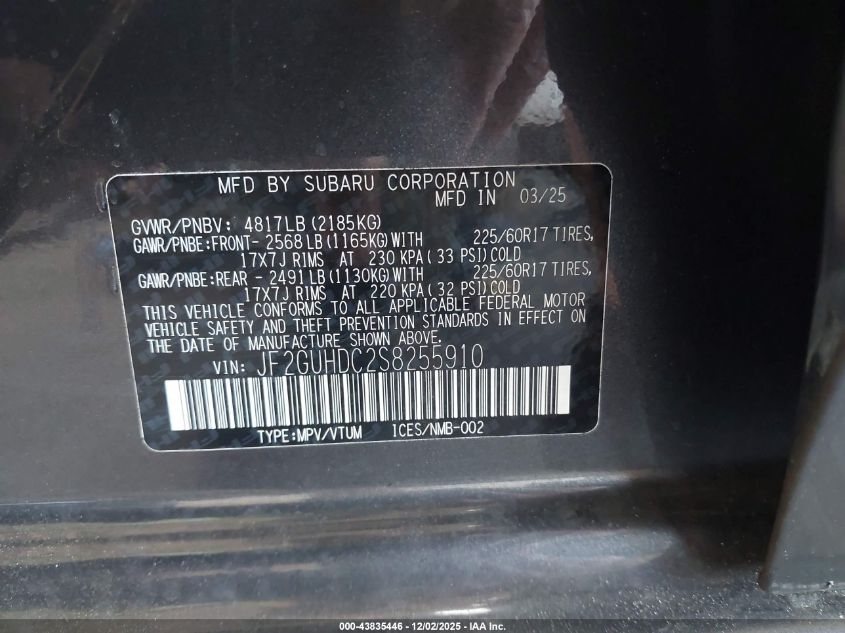 MFD BY SUBARU CORPORATION
MFD IN 03/25
GVWR/PNBV: 4817LB (2185KG)
GAWR/PNBE:FRONT- 2568 LB (1165KG) WITH 225/60R17 TIRES,
17X7J RIMS AT 230 KPA ( 33 PSI) COLD
GAWR/PNBE:REAR - 2491 LB (1130KG) WITH 225/60R17 TIRES,
17X7J RIMS AT 220 KPA ( 32 PSI) COLD
THIS VEHICLE CONFORMS TO ALL APPLICABLE FEDERAL MOTOR
VEHICLE SAFETY AND THEFT PREVENTION STANDARDS IN EFFECT ON
THE DATE OF MANUFACTURE SHOWN ABOVE.
VIN: JF2GUHDC2S8255910
TYPE:MPV/VTUM 1CES/NMB-002
000-43835446 - 12/02/2025 - IAA Inc.